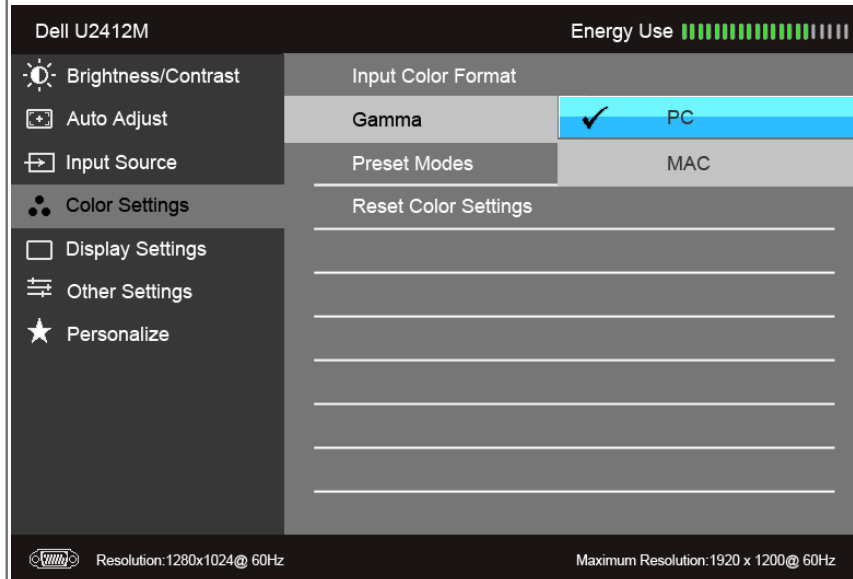 Dell U2412M Energy Use
Brightness/Contrast Input Color Format
Auto Adjust Gamma PC
Input Source Preset Modes MAC
Color Settings Reset Color Settings
Display Settings
Other Settings
Personalize
Resolution:1280x1024@ 60Hz Maximum Resolution:1920 x 1200@ 60Hz